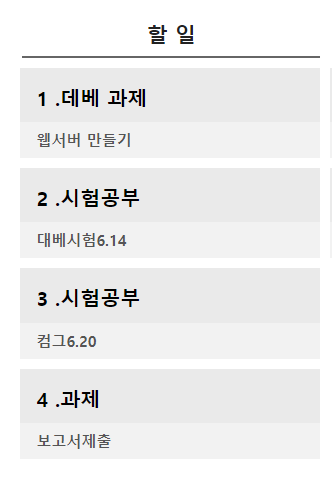 할 일
1 .데베 과제
웹서버 만들기
2 .시험공부
대베시험6.14
3 .시험공부
컴그6.20
4 .과제
보고서제출